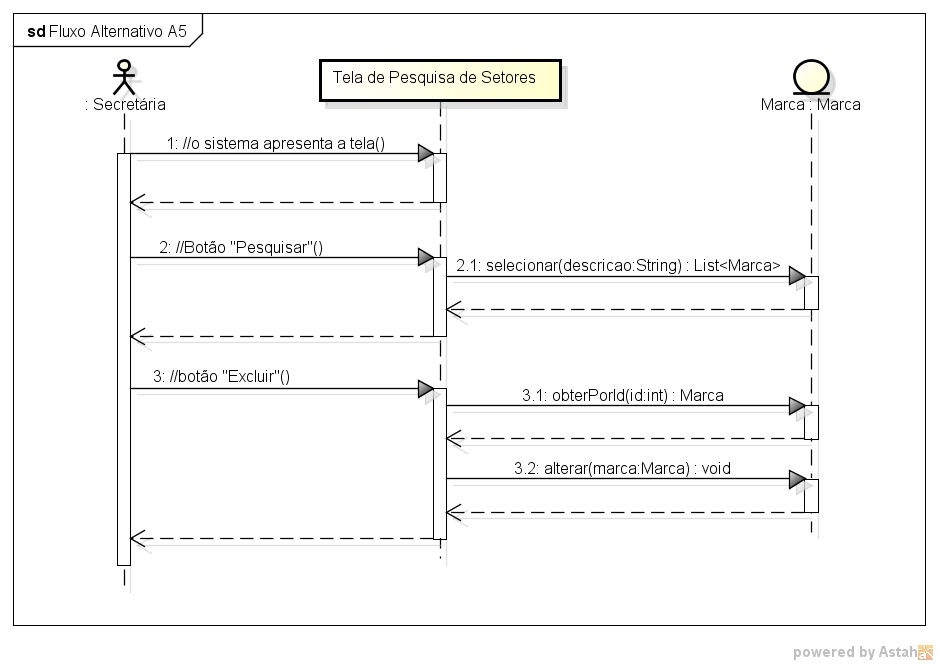 sd Fluxo Alternativo A5
Tela de Pesquisa de Setores
: Secretária
Marca : Marca
1: //o sistema apresenta a tela()
2: //Botão "Pesquisar"()
2.1: selecionar(descricao:String) : List<Marca>
3: //botão "Excluir"()
3.1: obterPorId(id:int) : Marca
3.2: alterar(marca:Marca) : void
powered by Astah